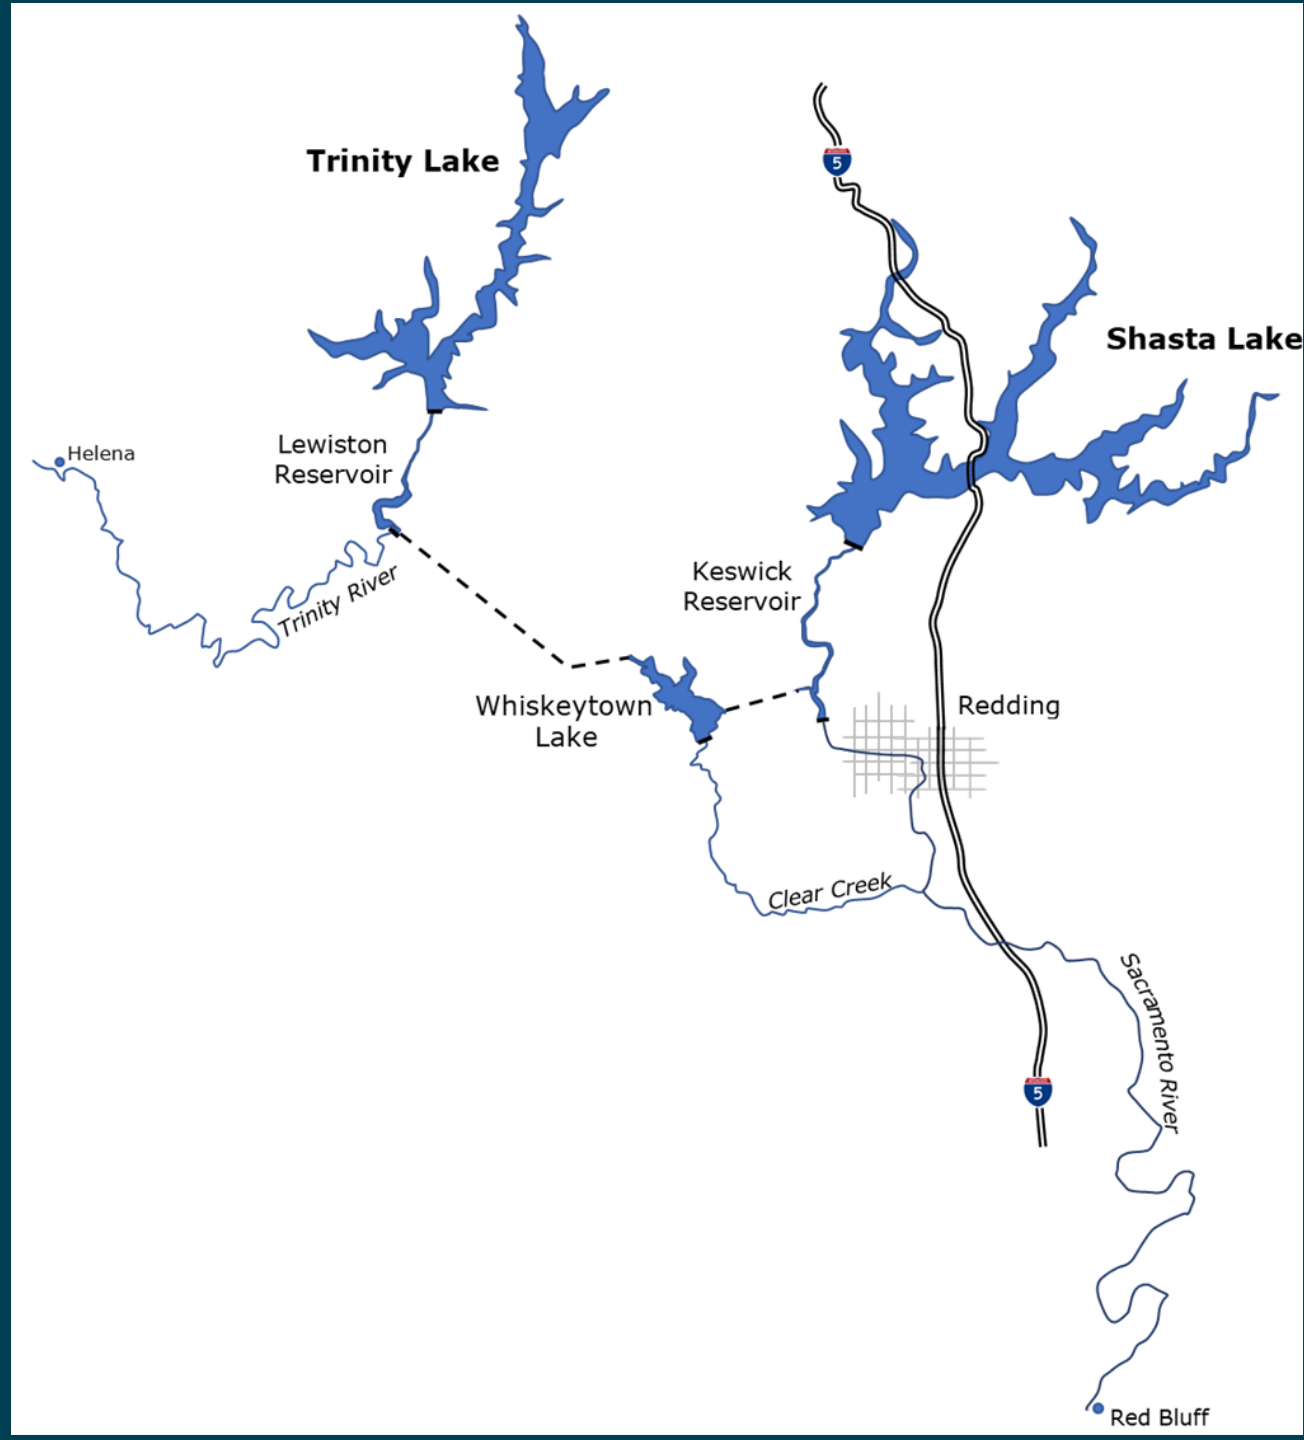 Trinity Lake
5
Shasta Lake
Lewiston
Reservoir
Helena
Trinity River
Keswick
Reservoir
Whiskeytown
Lake
Redding
Clear Creek
Sacramento River
5
Red Bluff